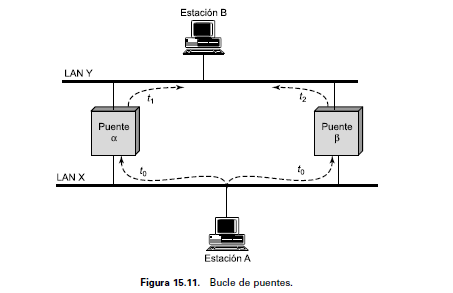 Estación B
LAN Y
t1
t2
Puente
α
Puente
β
t0
t0
LAN X
Estación A
Figura 15.11. Bucle de puentes.